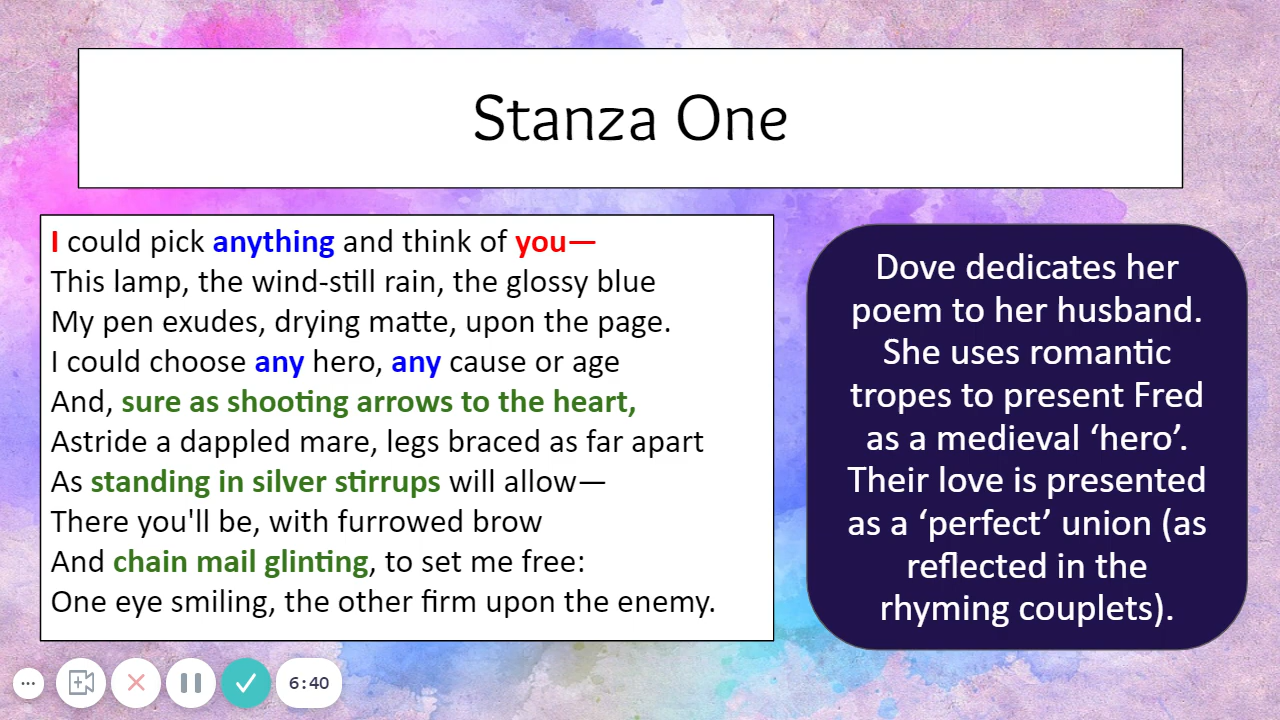 Stanza One
I could pick anything and think of you—
This lamp, the wind-still rain, the glossy blue
My pen exudes, drying matte, upon the page.
I could choose any hero, any cause or age
And, sure as shooting arrows to the heart,
Astride a dappled mare, legs braced as far apart
As standing in silver stirrups will allow—
There you'll be, with furrowed brow
And chain mail glinting, to set me free:
One eye smiling, the other firm upon the enemy.
Dove dedicates her
poem to her husband.
She uses romantic
tropes to present Fred
as a medieval ‘hero’.
Their love is presented
as a ‘perfect’ union (as
reflected in the
rhyming couplets).
6:40